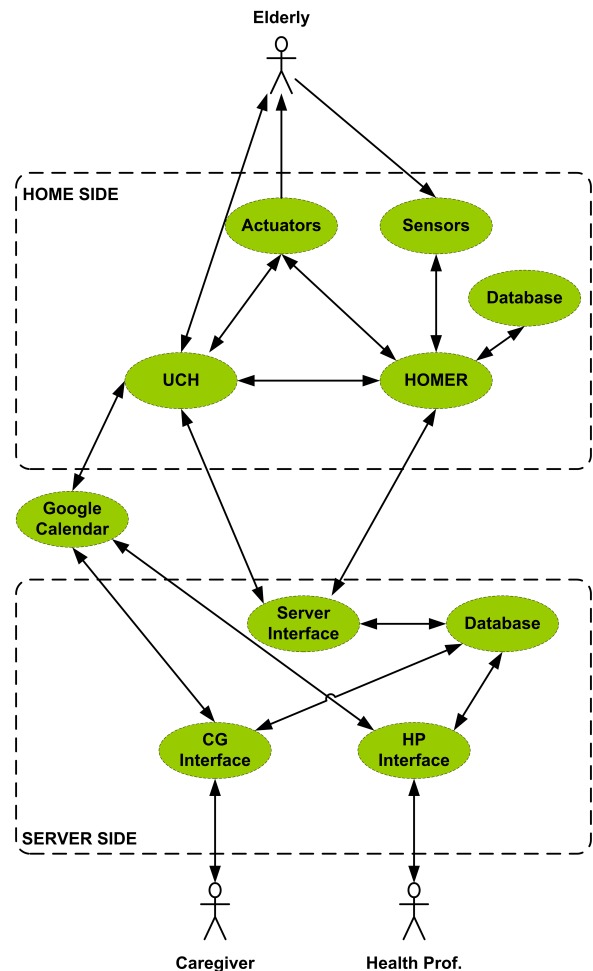 Elderly
HOME SIDE
Actuators
Sensors
Database
UCH
HOMER
Google
Calendar
Server
Interface
Database
CG
Interface
HP
Interface
SERVER SIDE
Caregiver
Health Prof.